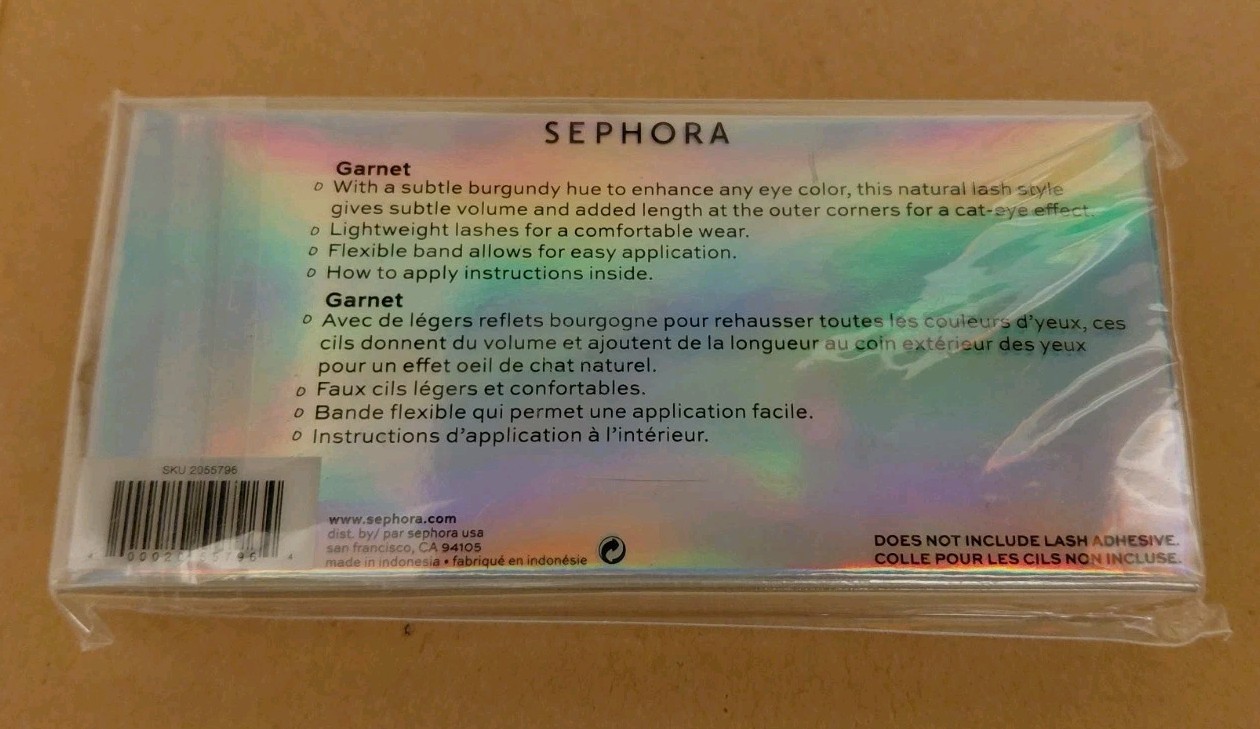 SEPHORA
Garnet
With a subtle burgundy hue to enhance any eye color, this natural lash style
gives subtle volume and added length at the outer corners for a cat-eye effect.
Lightweight lashes for a comfortable wear.
Flexible band allows for easy application.
How to apply instructions inside.
Garnet
Avec de légers reflets bourgogne pour rehausser toutes les couleurs d'yeux, ces
cils donnent du volume et ajoutent de la longueur au coin extérieur des yeux
pour un effet oeil de chat naturel.
Faux cils légers et confortables.
Bande flexible qui permet une application facile.
Instructions d'application à l'intérieur.
SKU 2055795
www.sephora.com
dist. by/ par sephora usa
san francisco, CA 94105
made in indonesia • fabriqué en indonésie
DOES NOT INCLUDE LASH ADHESIVE.
COLLE POUR LES CILS NON INCLUSE.